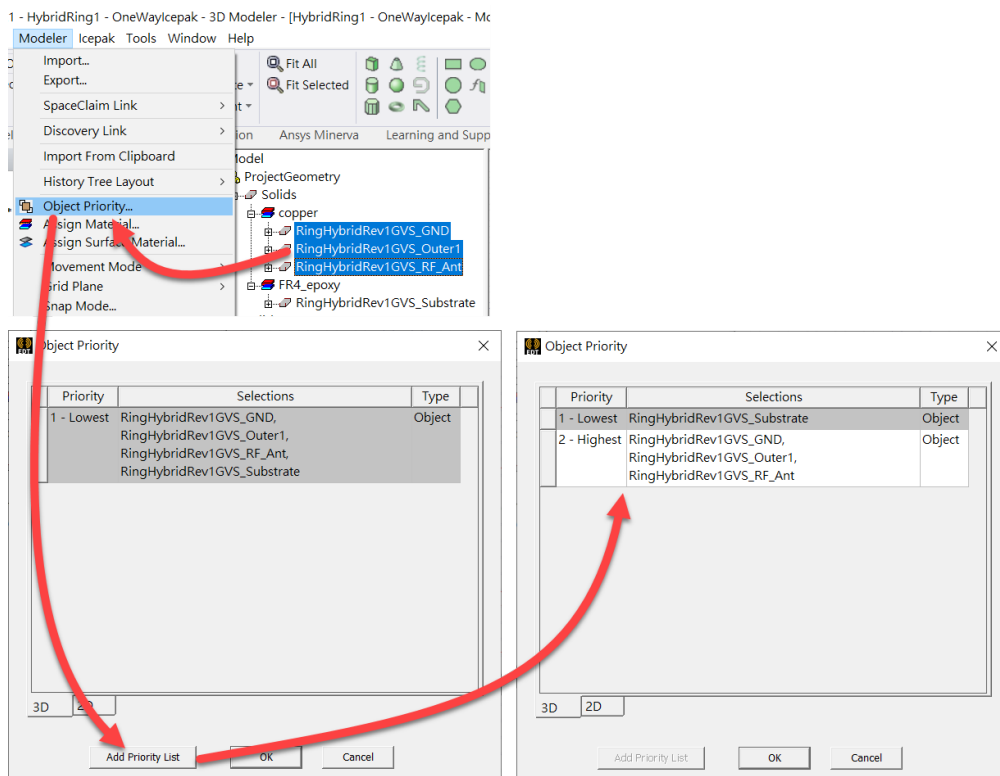 1 - HybridRing1 - OneWayIcepak - 3D Modeler - [HybridRing1 - OneWayIcepak - Mo
Modeler Icepak Tools Window Help
Import...
Export...
SpaceClaim Link
Discovery Link
Import From Clipboard
History Tree Layout
Object Priority...
Assign Material...
Assign Surface Material...
Movement Mode
Grid Plane
Snap Mode...
Fit All
Fit Selected
Ansys Minerva
Learning and Supp
Model
ProjectGeometry
Solids
copper
RingHybridRev1GVS_GND
RingHybridRev1GVS_Outer1
RingHybridRev1GVS_RF_Ant
FR4_epoxy
RingHybridRev1GVS_Substrate
Object Priority
Priority Selections Type
1 - Lowest RingHybridRev1GVS_GND, Object
RingHybridRev1GVS_Outer1,
RingHybridRev1GVS_RF_Ant,
RingHybridRev1GVS_Substrate
3D 2D
Add Priority List OK Cancel
Object Priority
Priority Selections Type
1 - Lowest RingHybridRev1GVS_Substrate Object
2 - Highest RingHybridRev1GVS_GND, Object
RingHybridRev1GVS_Outer1,
RingHybridRev1GVS_RF_Ant
3D 2D
Add Priority List OK Cancel